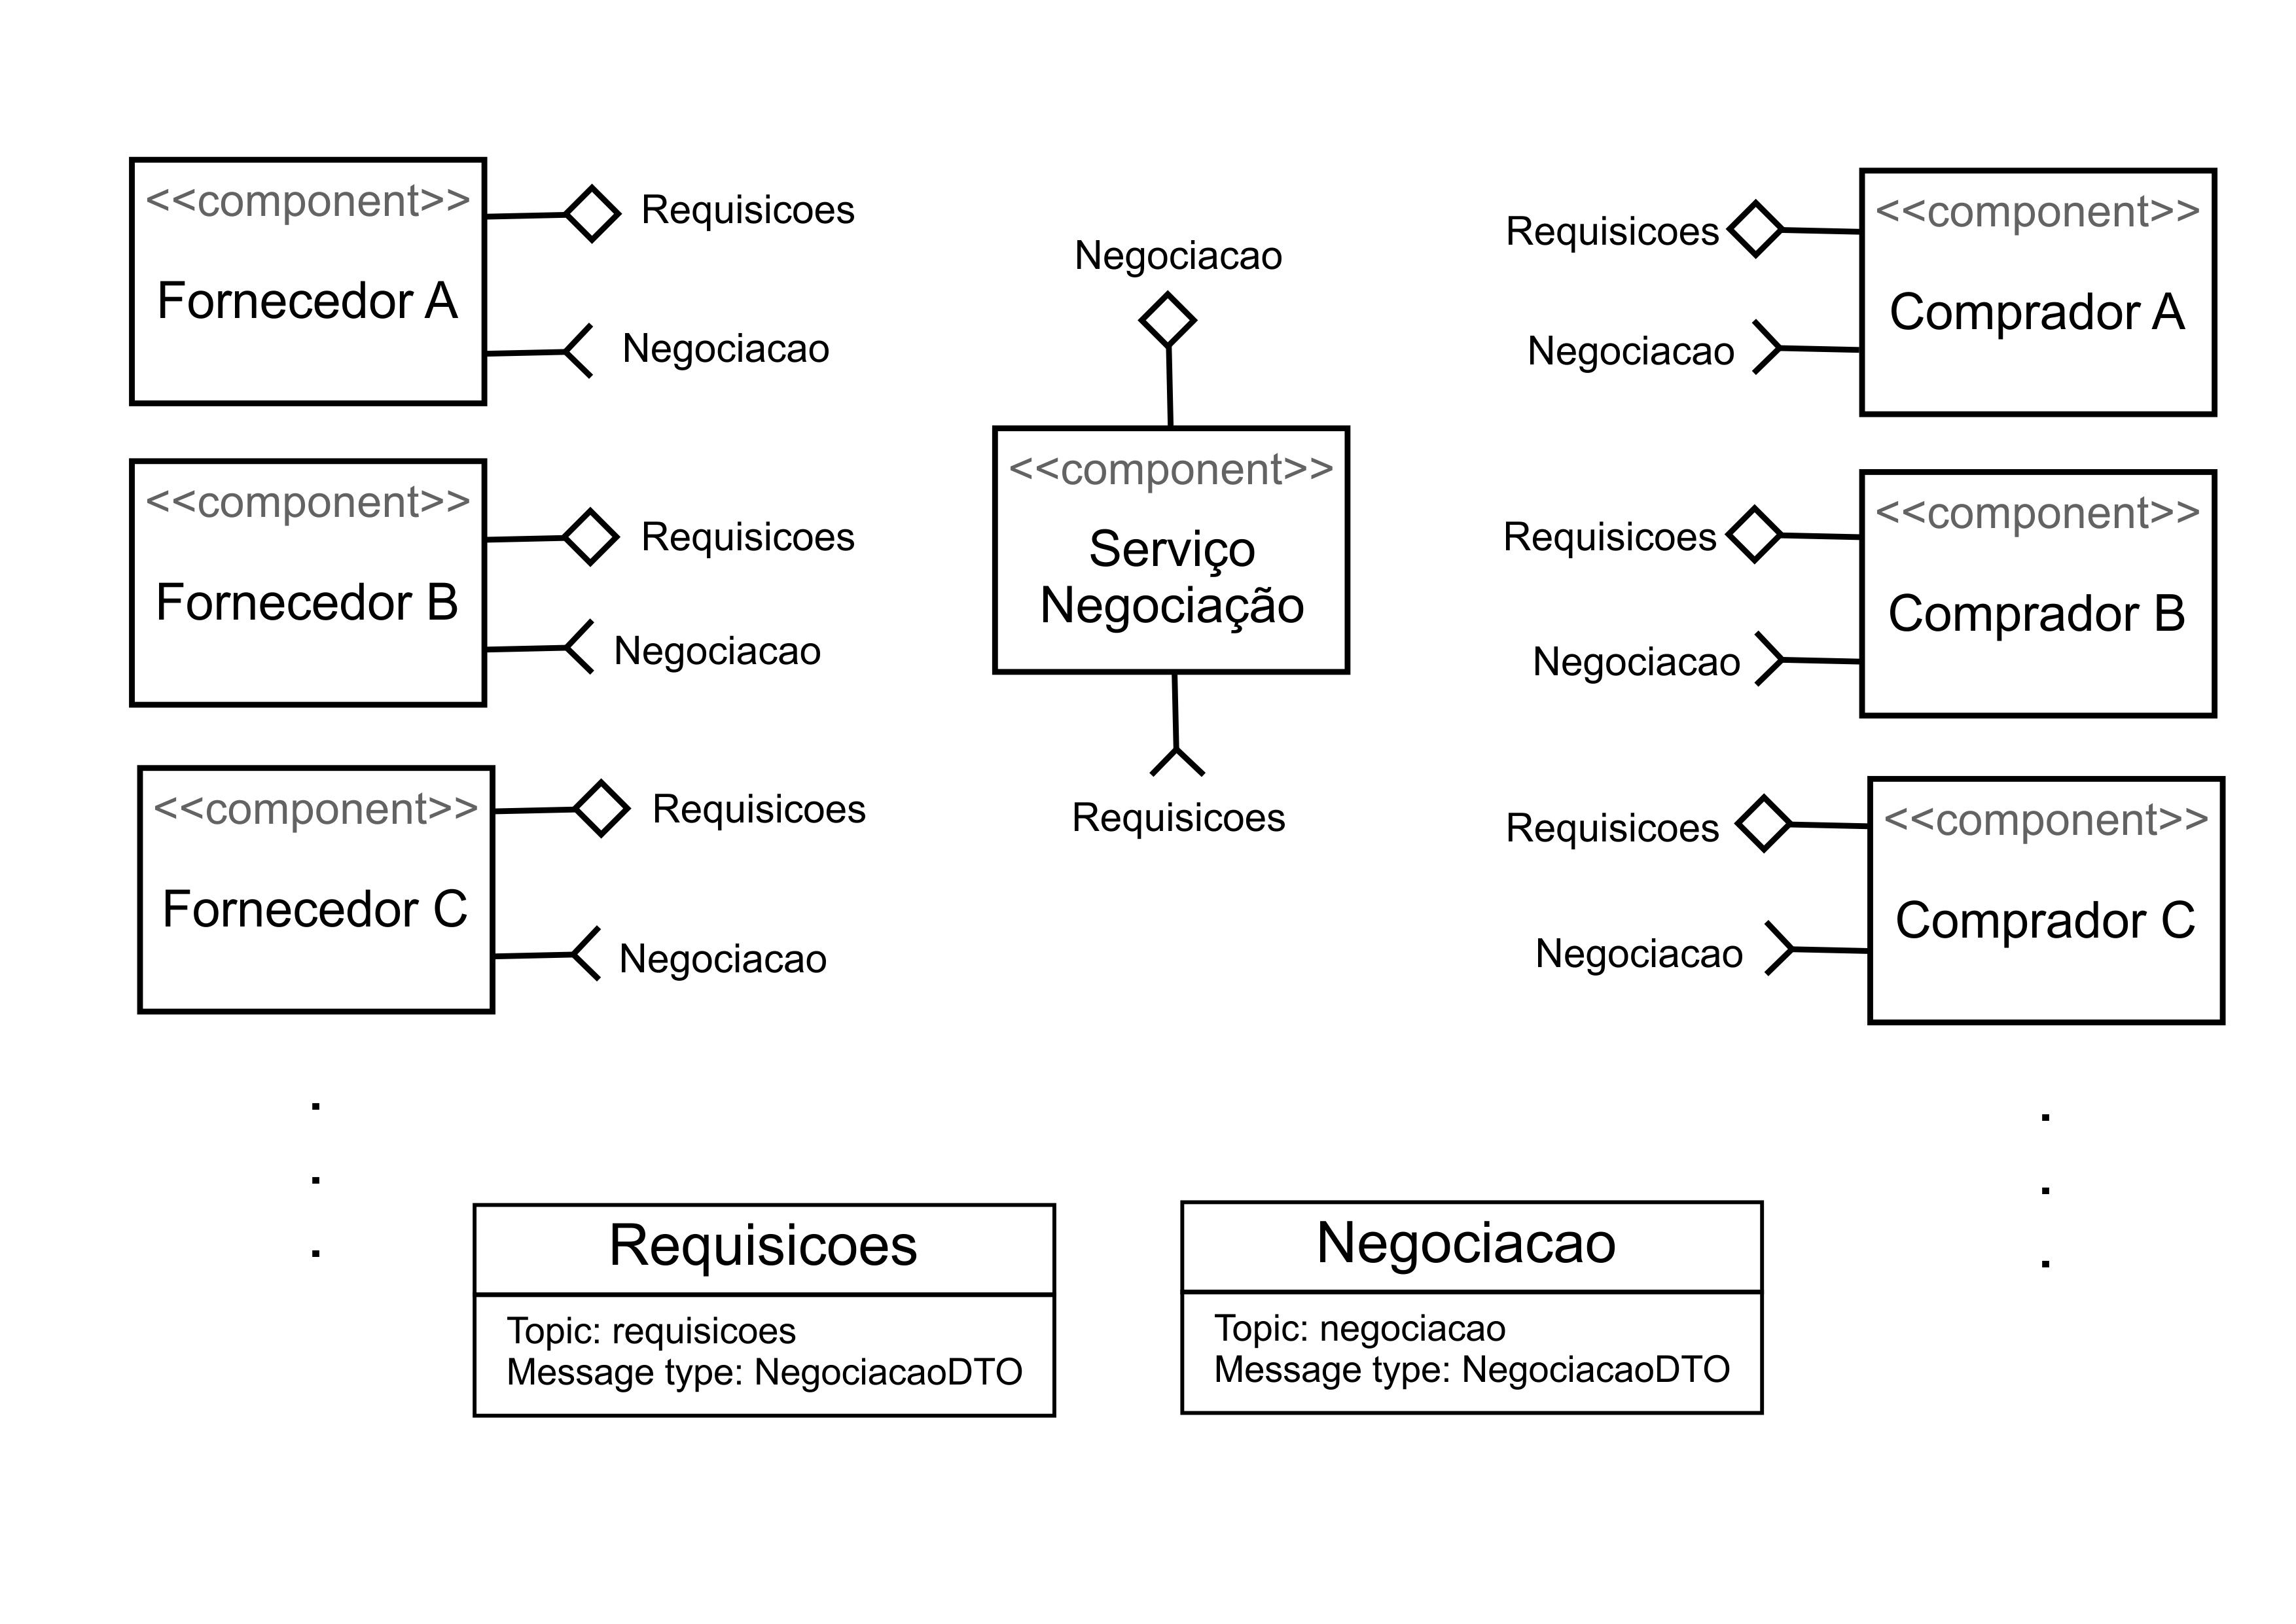 <<component>>
Fornecedor A
Requisicoes
Negociacao
<<component>>
Fornecedor B
Requisicoes
Negociacao
<<component>>
Fornecedor C
Requisicoes
Negociacao
.
.
.
Negociacao
<<component>>
Serviço
Negociação
Requisicoes
Requisicoes
Negociacao
<<component>>
Comprador A
Requisicoes
Negociacao
<<component>>
Comprador B
Requisicoes
Negociacao
<<component>>
Comprador C
.
.
.
Requisicoes
Topic: requisicoes
Message type: NegociacaoDTO
Negociacao
Topic: negociacao
Message type: NegociacaoDTO